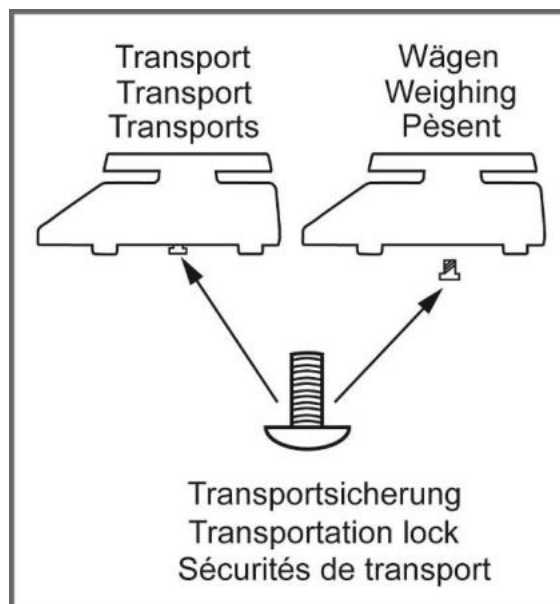 Transport
Transport
Transports
Wägen
Weighing
Pèsent
Transportsicherung
Transportation lock
Sécurités de transport